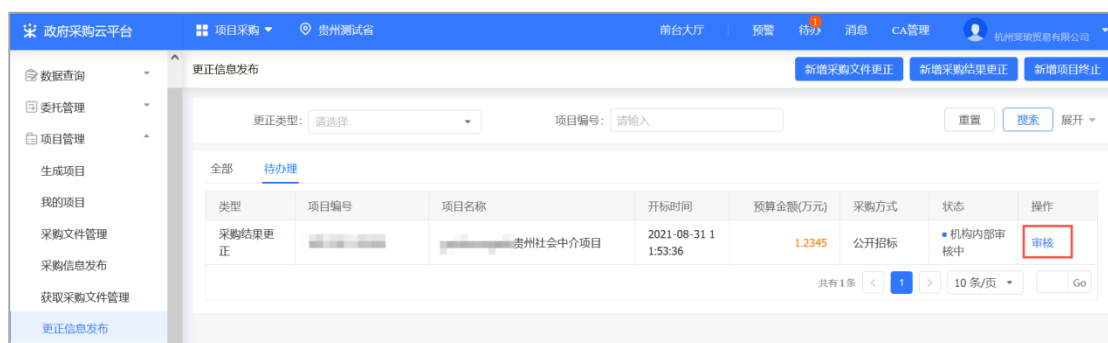 政府采购云平台 项目采购 贵州测试省 前台大厅 预警 待办 1 消息 CA管理 杭州斐璇贸易有限公司
数据查询 更正信息发布 新增采购文件更正 新增采购结果更正 新增项目终止
委托管理 更正类型: 请选择 项目编号: 请输入 重置 搜索 展开
项目管理
生成项目 全部 待办理
我的项目 类型 项目编号 项目名称 开标时间 预算金额(万元) 采购方式 状态 操作
采购文件管理 采购结果更 贵州社会中介项目 2021-08-31 1 1.2345 公开招标 机构内部审 审核
正 1:53:36 核中
采购信息发布
共有1条 < 1 > 10 条/页 Go
获取采购文件管理
更正信息发布